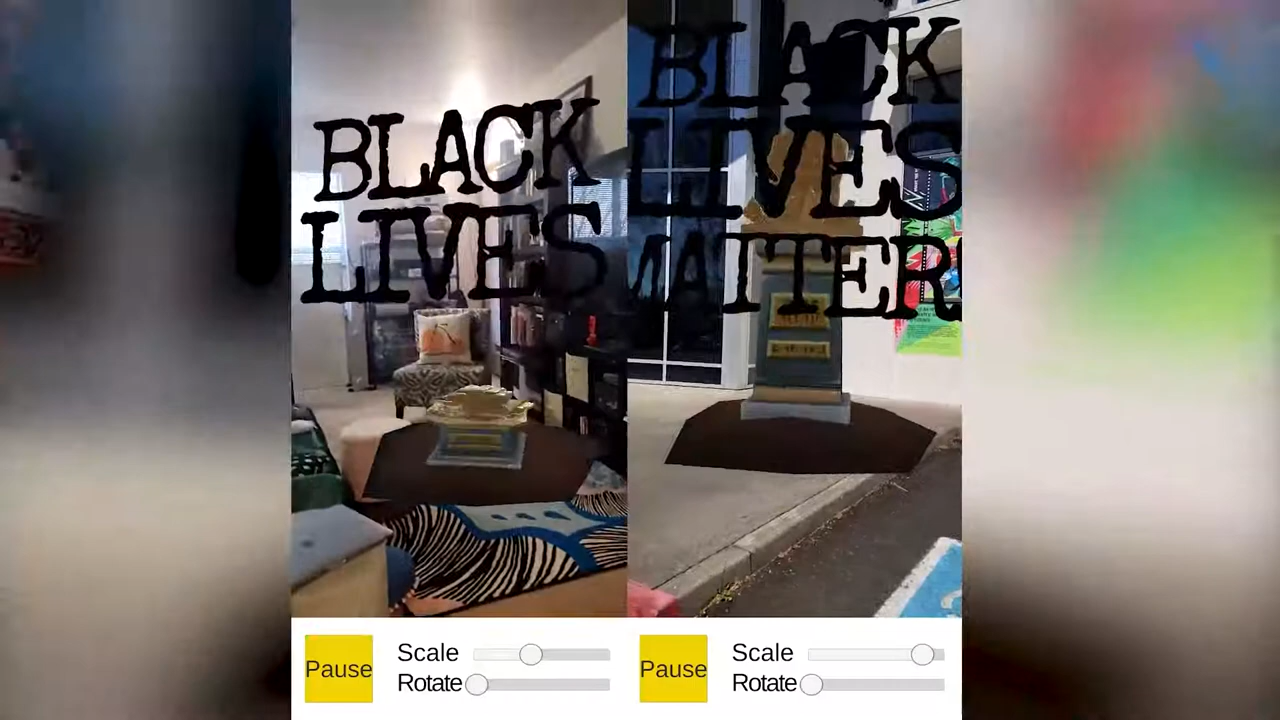 BLACK
LIVES
Pause
Scale
Rotate
BLACK
LIVES
MATTER
Pause
Scale
Rotate